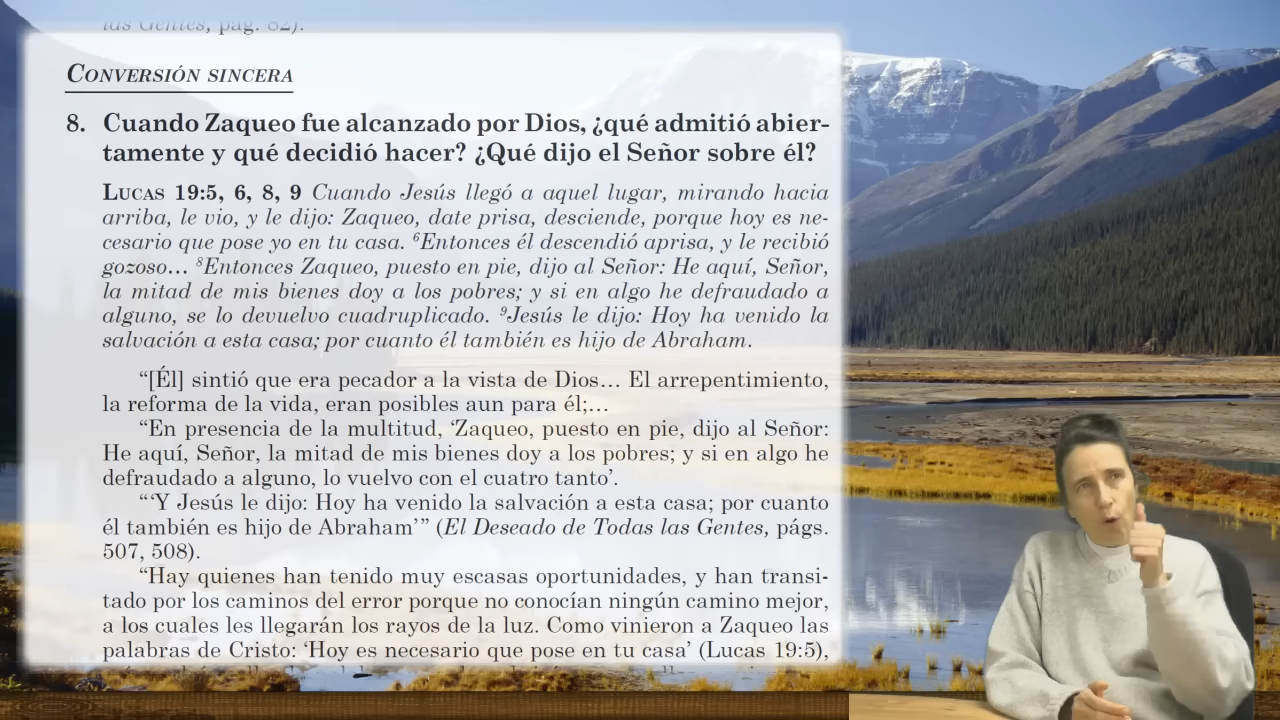 las Gentes, pág. 82).
CONVERSIÓN SINCERA
8. Cuando Zaqueo fue alcanzado por Dios, ¿qué admitió abier-
tamente y qué decidió hacer? ¿Qué dijo el Señor sobre él?
LUCAS 19:5, 6, 8, 9 Cuando Jesús llegó a aquel lugar, mirando hacia
arriba, le vio, y le dijo: Zaqueo, date prisa, desciende, porque hoy es ne-
cesario que pose yo en tu casa. ⁶Entonces él descendió aprisa, y le recibió
gozoso… ⁸Entonces Zaqueo, puesto en pie, dijo al Señor: He aquí, Señor,
la mitad de mis bienes doy a los pobres; y si en algo he defraudado a
alguno, se lo devuelvo cuadruplicado. ⁹Jesús le dijo: Hoy ha venido la
salvación a esta casa; por cuanto él también es hijo de Abraham.
“[Él] sintió que era pecador a la vista de Dios… El arrepentimiento,
la reforma de la vida, eran posibles aun para él;…
“En presencia de la multitud, ‘Zaqueo, puesto en pie, dijo al Señor:
He aquí, Señor, la mitad de mis bienes doy a los pobres; y si en algo he
defraudado a alguno, lo vuelvo con el cuatro tanto’.
“‘Y Jesús le dijo: Hoy ha venido la salvación a esta casa; por cuanto
él también es hijo de Abraham’” (El Deseado de Todas las Gentes, págs.
507, 508).
“Hay quienes han tenido muy escasas oportunidades, y han transi-
tado por los caminos del error porque no conocían ningún camino mejor,
a los cuales les llegarán los rayos de la luz. Como vinieron a Zaqueo las
palabras de Cristo: ‘Hoy es necesario que pose en tu casa’ (Lucas 19:5),